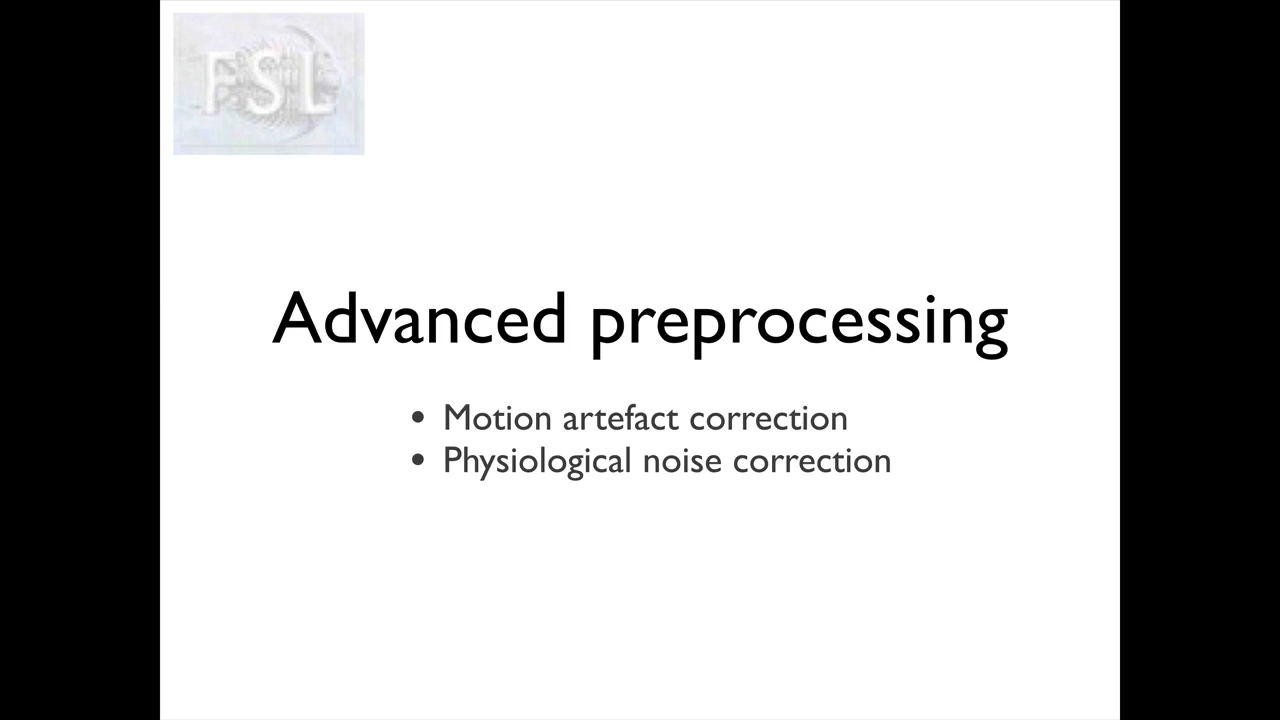 FSL
Advanced preprocessing
• Motion artefact correction
• Physiological noise correction